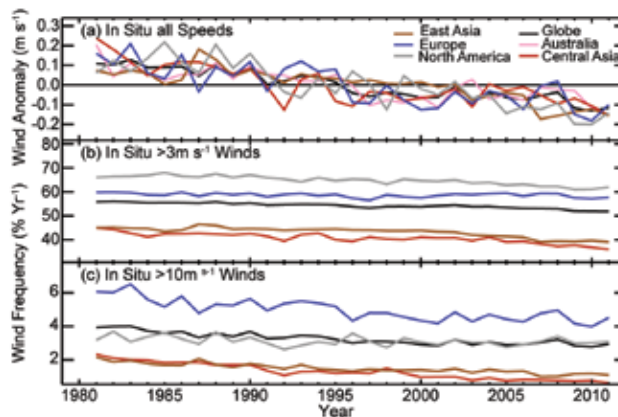 (a) In Situ all Speeds
East Asia
Europe
North America
Globe
Australia
Central Asia
Wind Anomaly (m s⁻¹)
0.3
0.2
0.1
0.0
-0.1
-0.2
(b) In Situ >3m s⁻¹ Winds
80
70
60
50
40
Wind Frequency (% Yr⁻¹)
(c) In Situ >10m s⁻¹ Winds
6
4
2
1980 1985 1990 1995 2000 2005 2010
Year